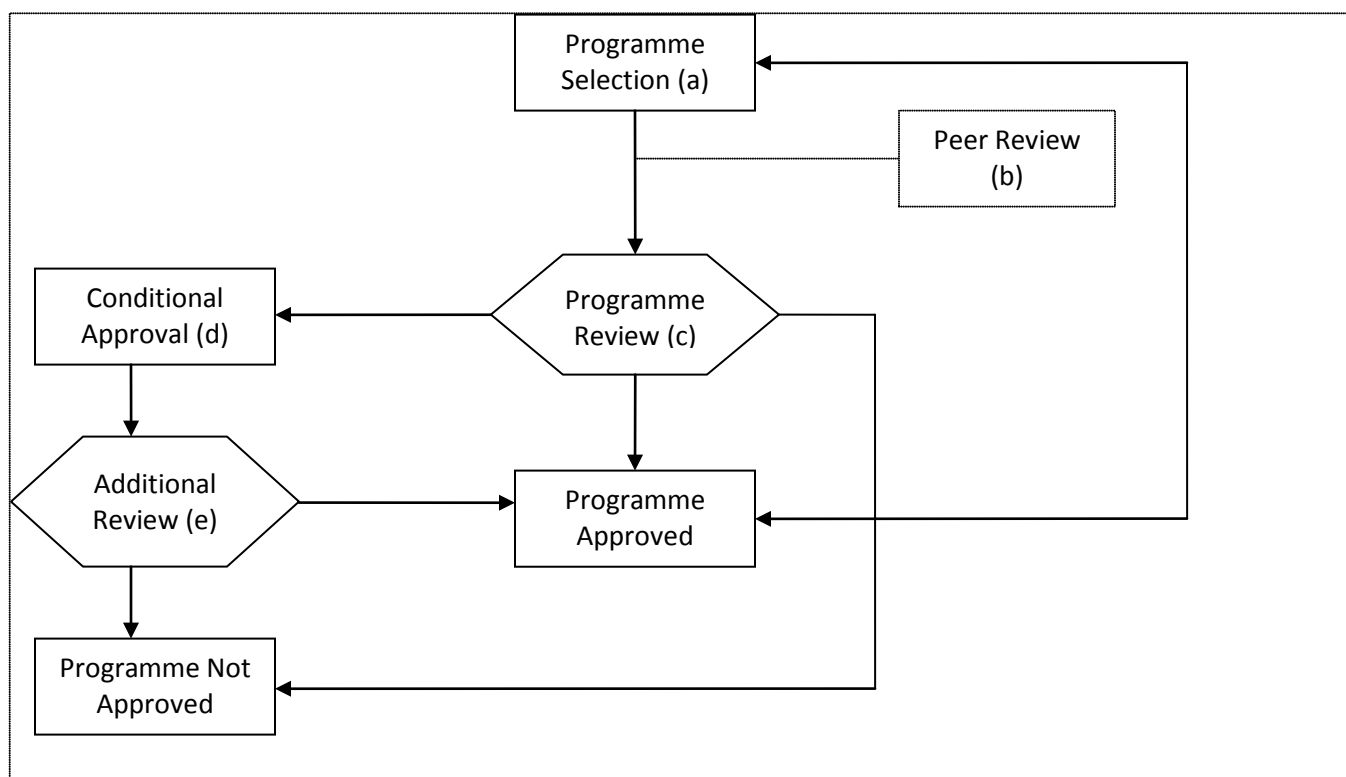 Programme
Selection (a)
Peer Review
(b)
Conditional
Approval (d)
Programme
Review (c)
Additional
Review (e)
Programme
Approved
Programme Not
Approved